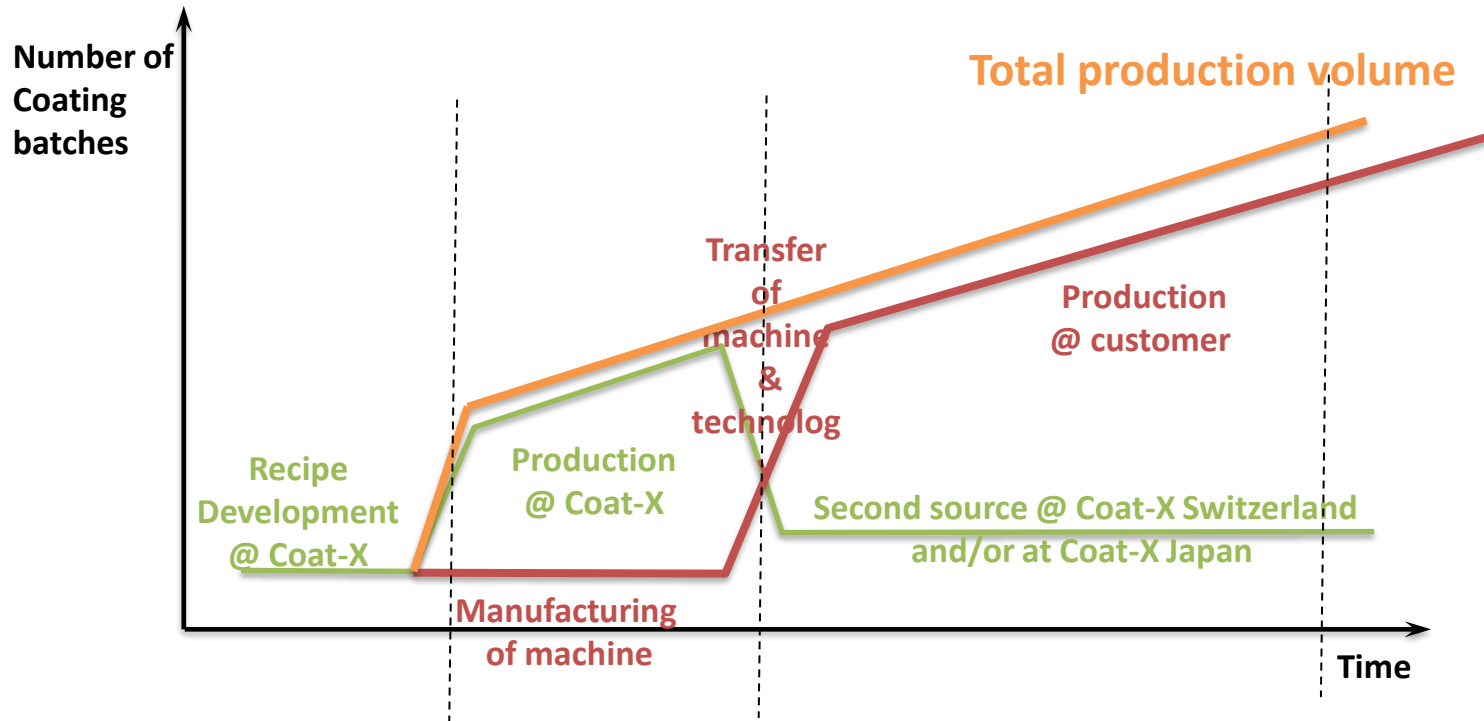 Number of
Coating
batches
Total production volume
Transfer
of
machine
&
technolog
Production
@ customer
Recipe
Development
@ Coat-X
Production
@ Coat-X
Second source @ Coat-X Switzerland
and/or at Coat-X Japan
Manufacturing
of machine
Time